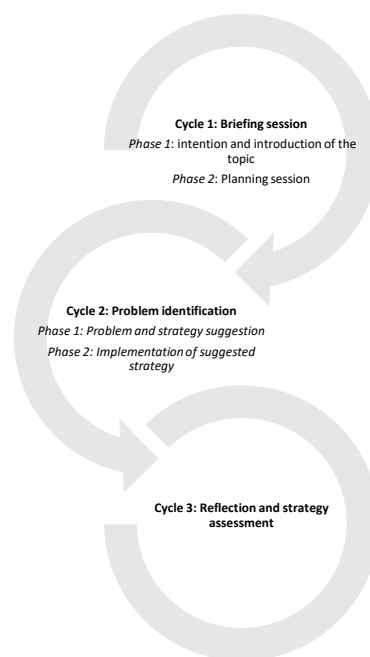 Cycle 1: Briefing session
Phase 1: intention and introduction of the
topic
Phase 2: Planning session
Cycle 2: Problem identification
Phase 1: Problem and strategy suggestion
Phase 2: Implementation of suggested
strategy
Cycle 3: Reflection and strategy
assessment